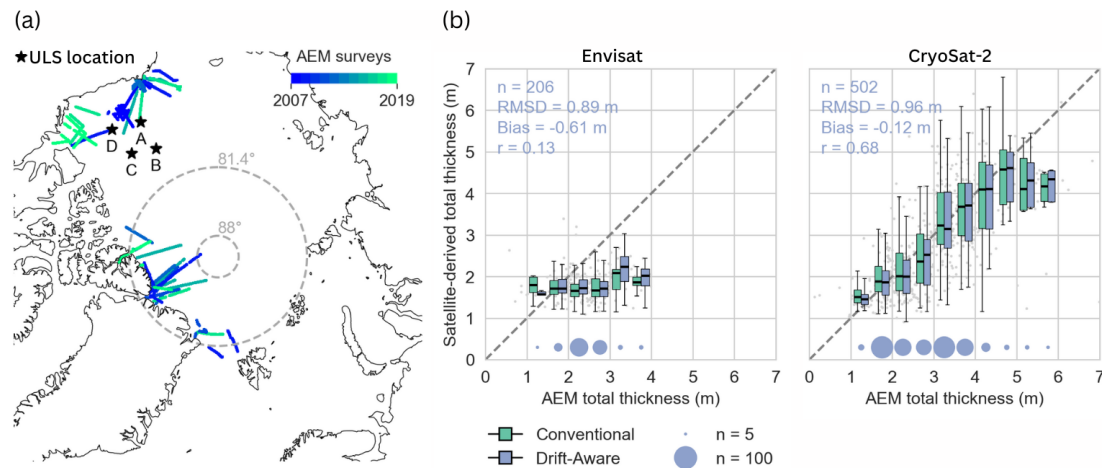 (a)
★ULS location
AEM surveys
2007
2019
D
A
C
B
81.4°
88°
(b)
Envisat
CryoSat-2
Satellite-derived total thickness (m)
7
6
5
4
3
2
1
0
n = 206
RMSD = 0.89 m
Bias = -0.61 m
r = 0.13
n = 502
RMSD = 0.96 m
Bias = -0.12 m
r = 0.68
0 1 2 3 4 5 6 7
0 1 2 3 4 5 6 7
AEM total thickness (m)
AEM total thickness (m)
Conventional
Drift-Aware
n = 5
n = 100